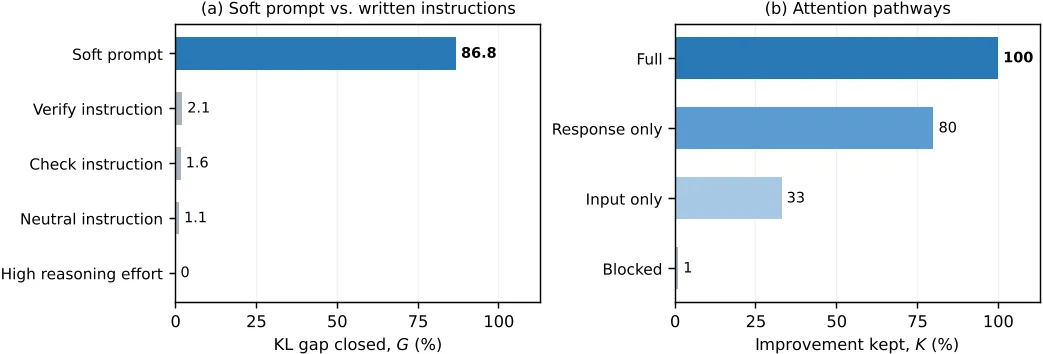 (a) Soft prompt vs. written instructions
Soft prompt
86.8
Verify instruction
2.1
Check instruction
1.6
Neutral instruction
1.1
High reasoning effort
0
0 25 50 75 100
KL gap closed, G (%)
(b) Attention pathways
Full
100
Response only
80
Input only
33
Blocked
1
0 25 50 75 100
Improvement kept, K (%)